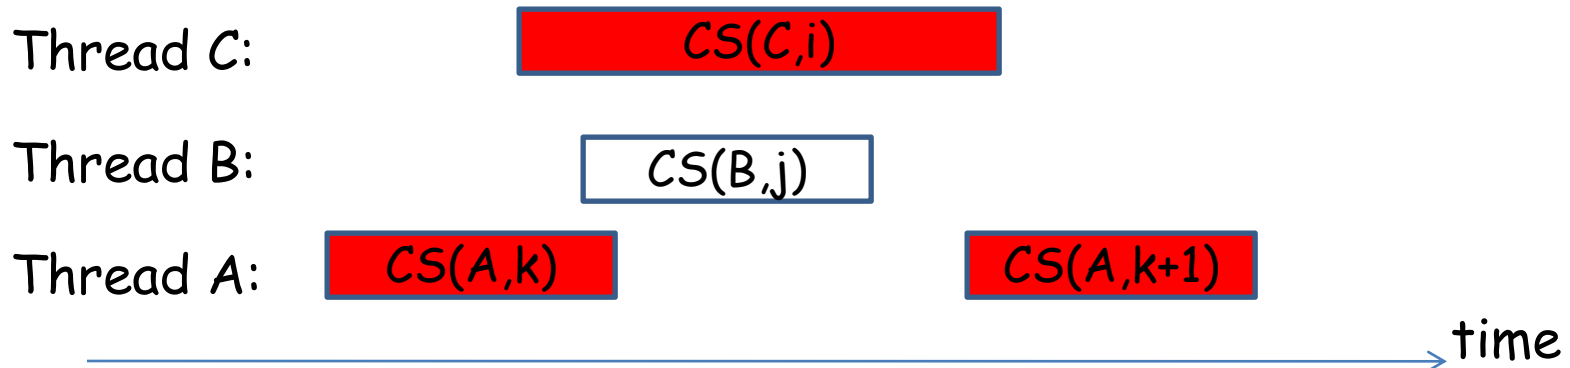 Thread C: CS(C,i)
Thread B: CS(B,j)
Thread A: CS(A,k) CS(A,k+1)
time